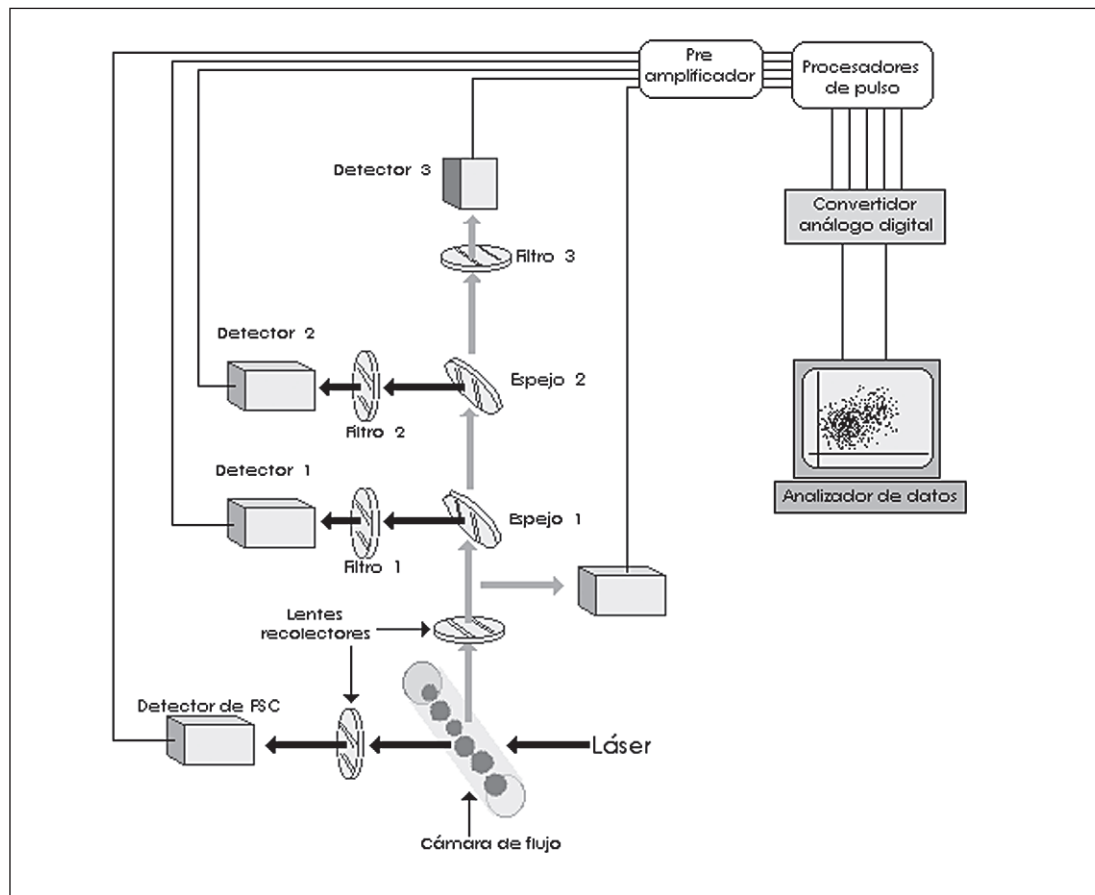 Pre
amplificador
Procesadores
de pulso
Detector 3
Convertidor
análogo digital
Filtro 3
Detector 2
Espejo 2
Filtro 2
Detector 1
Analizador de datos
Espejo 1
Filtro 1
Lentes
recolectores
Detector de FSC
Láser
Cámara de flujo